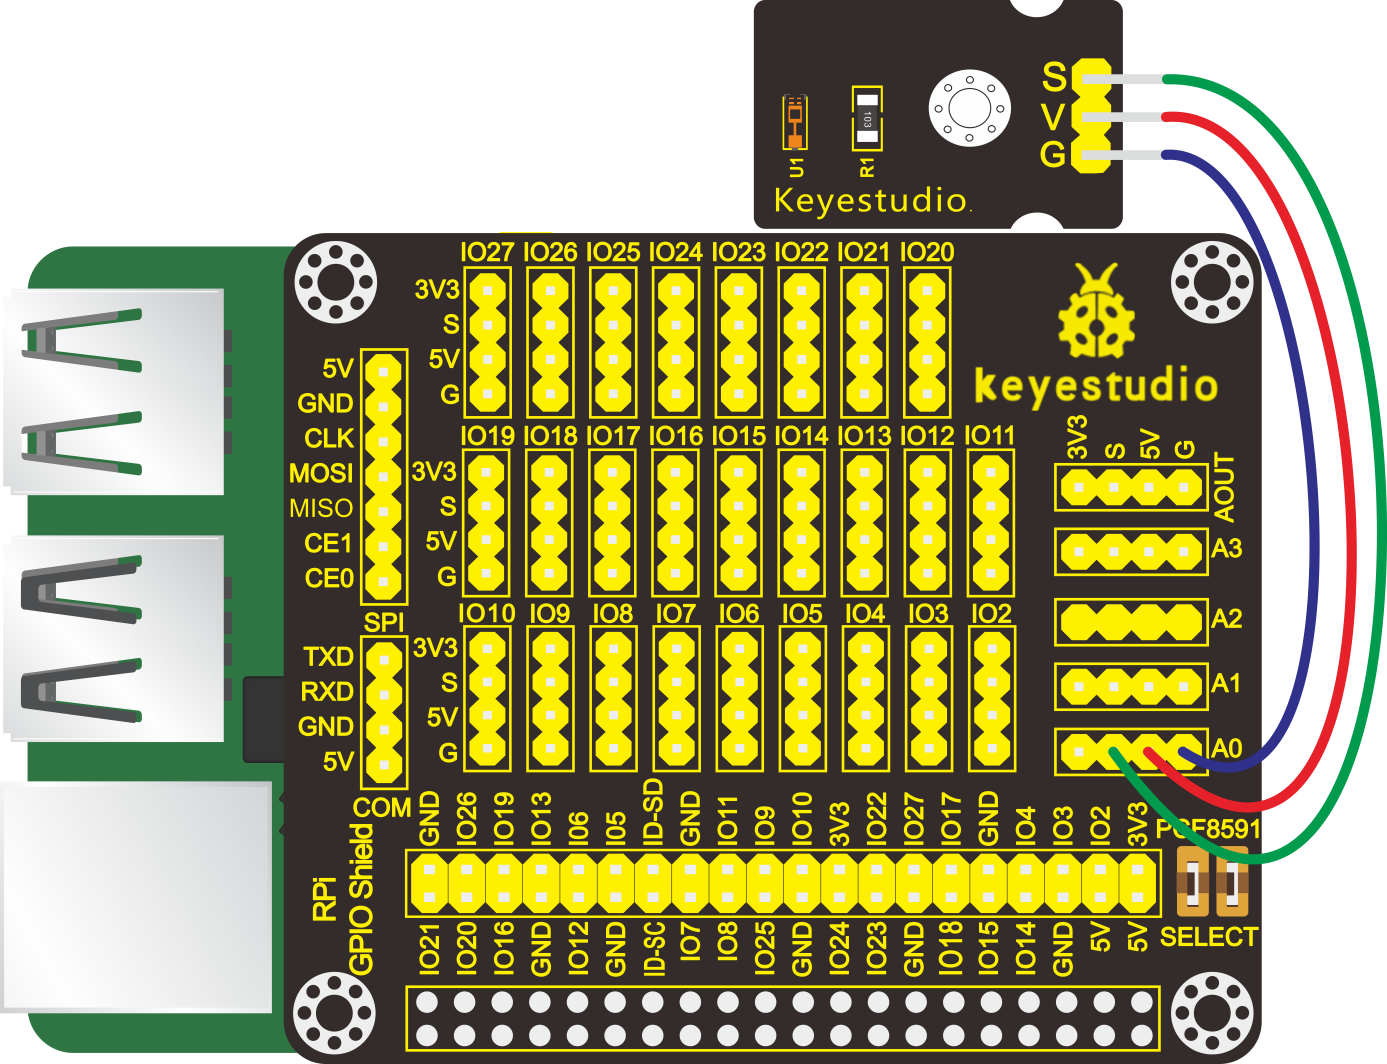 S
V
G
U1
R1
103
Keyestudio
IO27 IO26 IO25 IO24 IO23 IO22 IO21 IO20
3V3
S
5V
G
keyestudio
5V
GND
CLK
MOSI
MISO
CE1
CE0
SPI
IO19 IO18 IO17 IO16 IO15 IO14 IO13 IO12 IO11
3V3
S
5V
G
3V3 S 5V G
AOUT
A3
A2
A1
A0
IO10 IO9 IO8 IO7 IO6 IO5 IO4 IO3 IO2
3V3
S
5V
G
TXD
RXD
GND
5V
COM
RPi
GPIO Shield
GND IO26 IO19 IO13 I06 I05 ID-SD GND IO11 IO9 IO10 3V3 IO22 IO27 IO17 GND IO4 IO3 IO2 3V3
PCF8591
SELECT
IO21 IO20 IO16 GND IO12 GND ID-SC IO7 IO8 IO25 GND IO24 IO23 GND IO18 IO15 IO14 GND 5V 5V